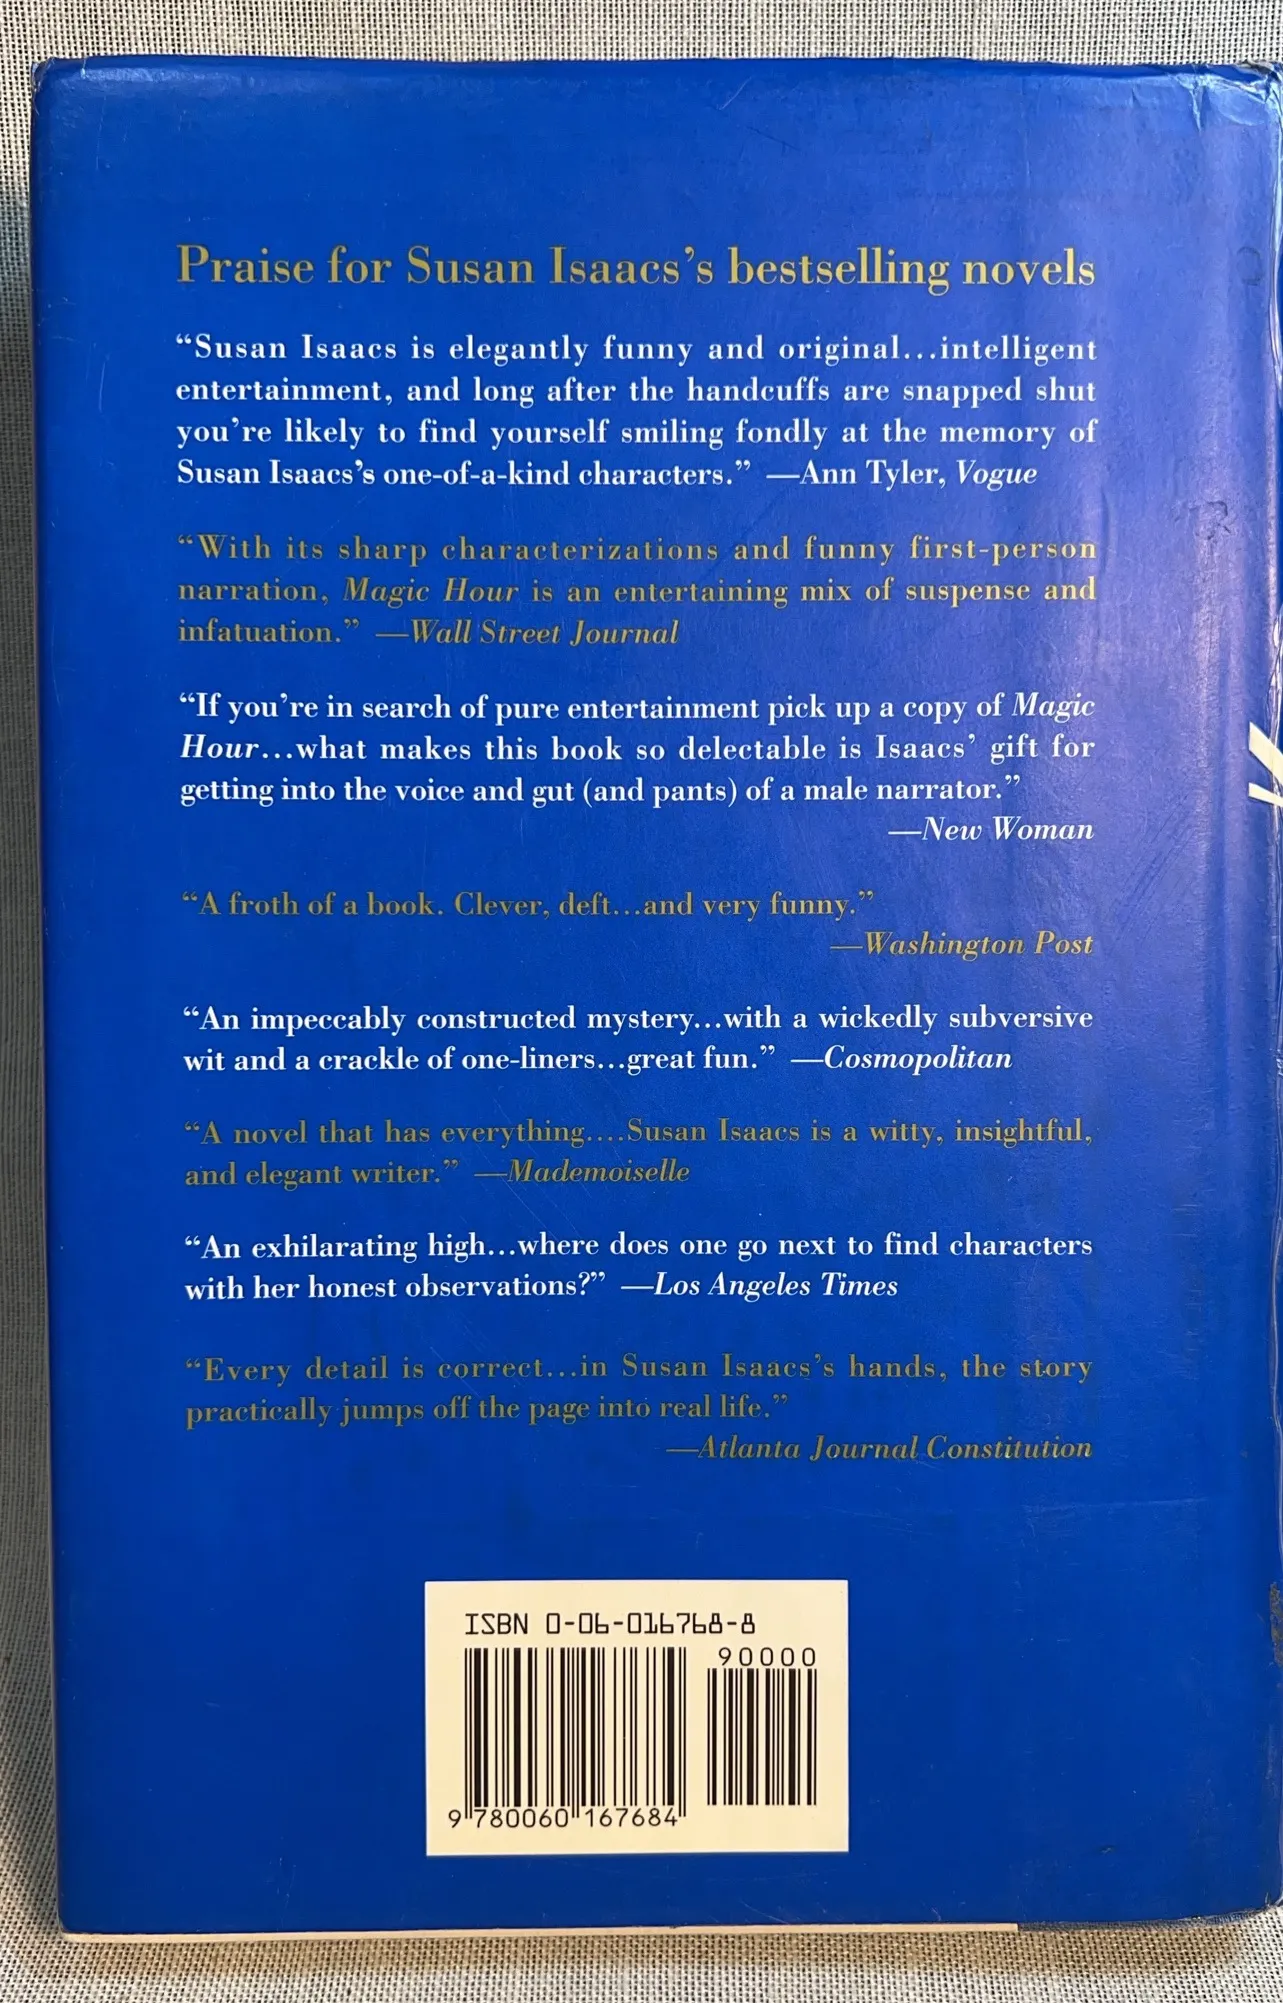 Praise for Susan Isaacs's bestselling novels
“Susan Isaacs is elegantly funny and original...intelligent
entertainment, and long after the handcuffs are snapped shut
you're likely to find yourself smiling fondly at the memory of
Susan Isaacs's one-of-a-kind characters.” —Ann Tyler, Vogue
“With its sharp characterizations and funny first-person
narration, Magic Hour is an entertaining mix of suspense and
infatuation.” —Wall Street Journal
“If you're in search of pure entertainment pick up a copy of Magic
Hour...what makes this book so delectable is Isaacs' gift for
getting into the voice and gut (and pants) of a male narrator.”
—New Woman
“A froth of a book. Clever, deft...and very funny.”
—Washington Post
“An impeccably constructed mystery...with a wickedly subversive
wit and a crackle of one-liners...great fun.” —Cosmopolitan
“A novel that has everything....Susan Isaacs is a witty, insightful,
and elegant writer.” —Mademoiselle
“An exhilarating high...where does one go next to find characters
with her honest observations?” —Los Angeles Times
“Every detail is correct...in Susan Isaacs's hands, the story
practically jumps off the page into real life.”
—Atlanta Journal Constitution
ISBN 0-06-016768-8
90000
9 780060 167684